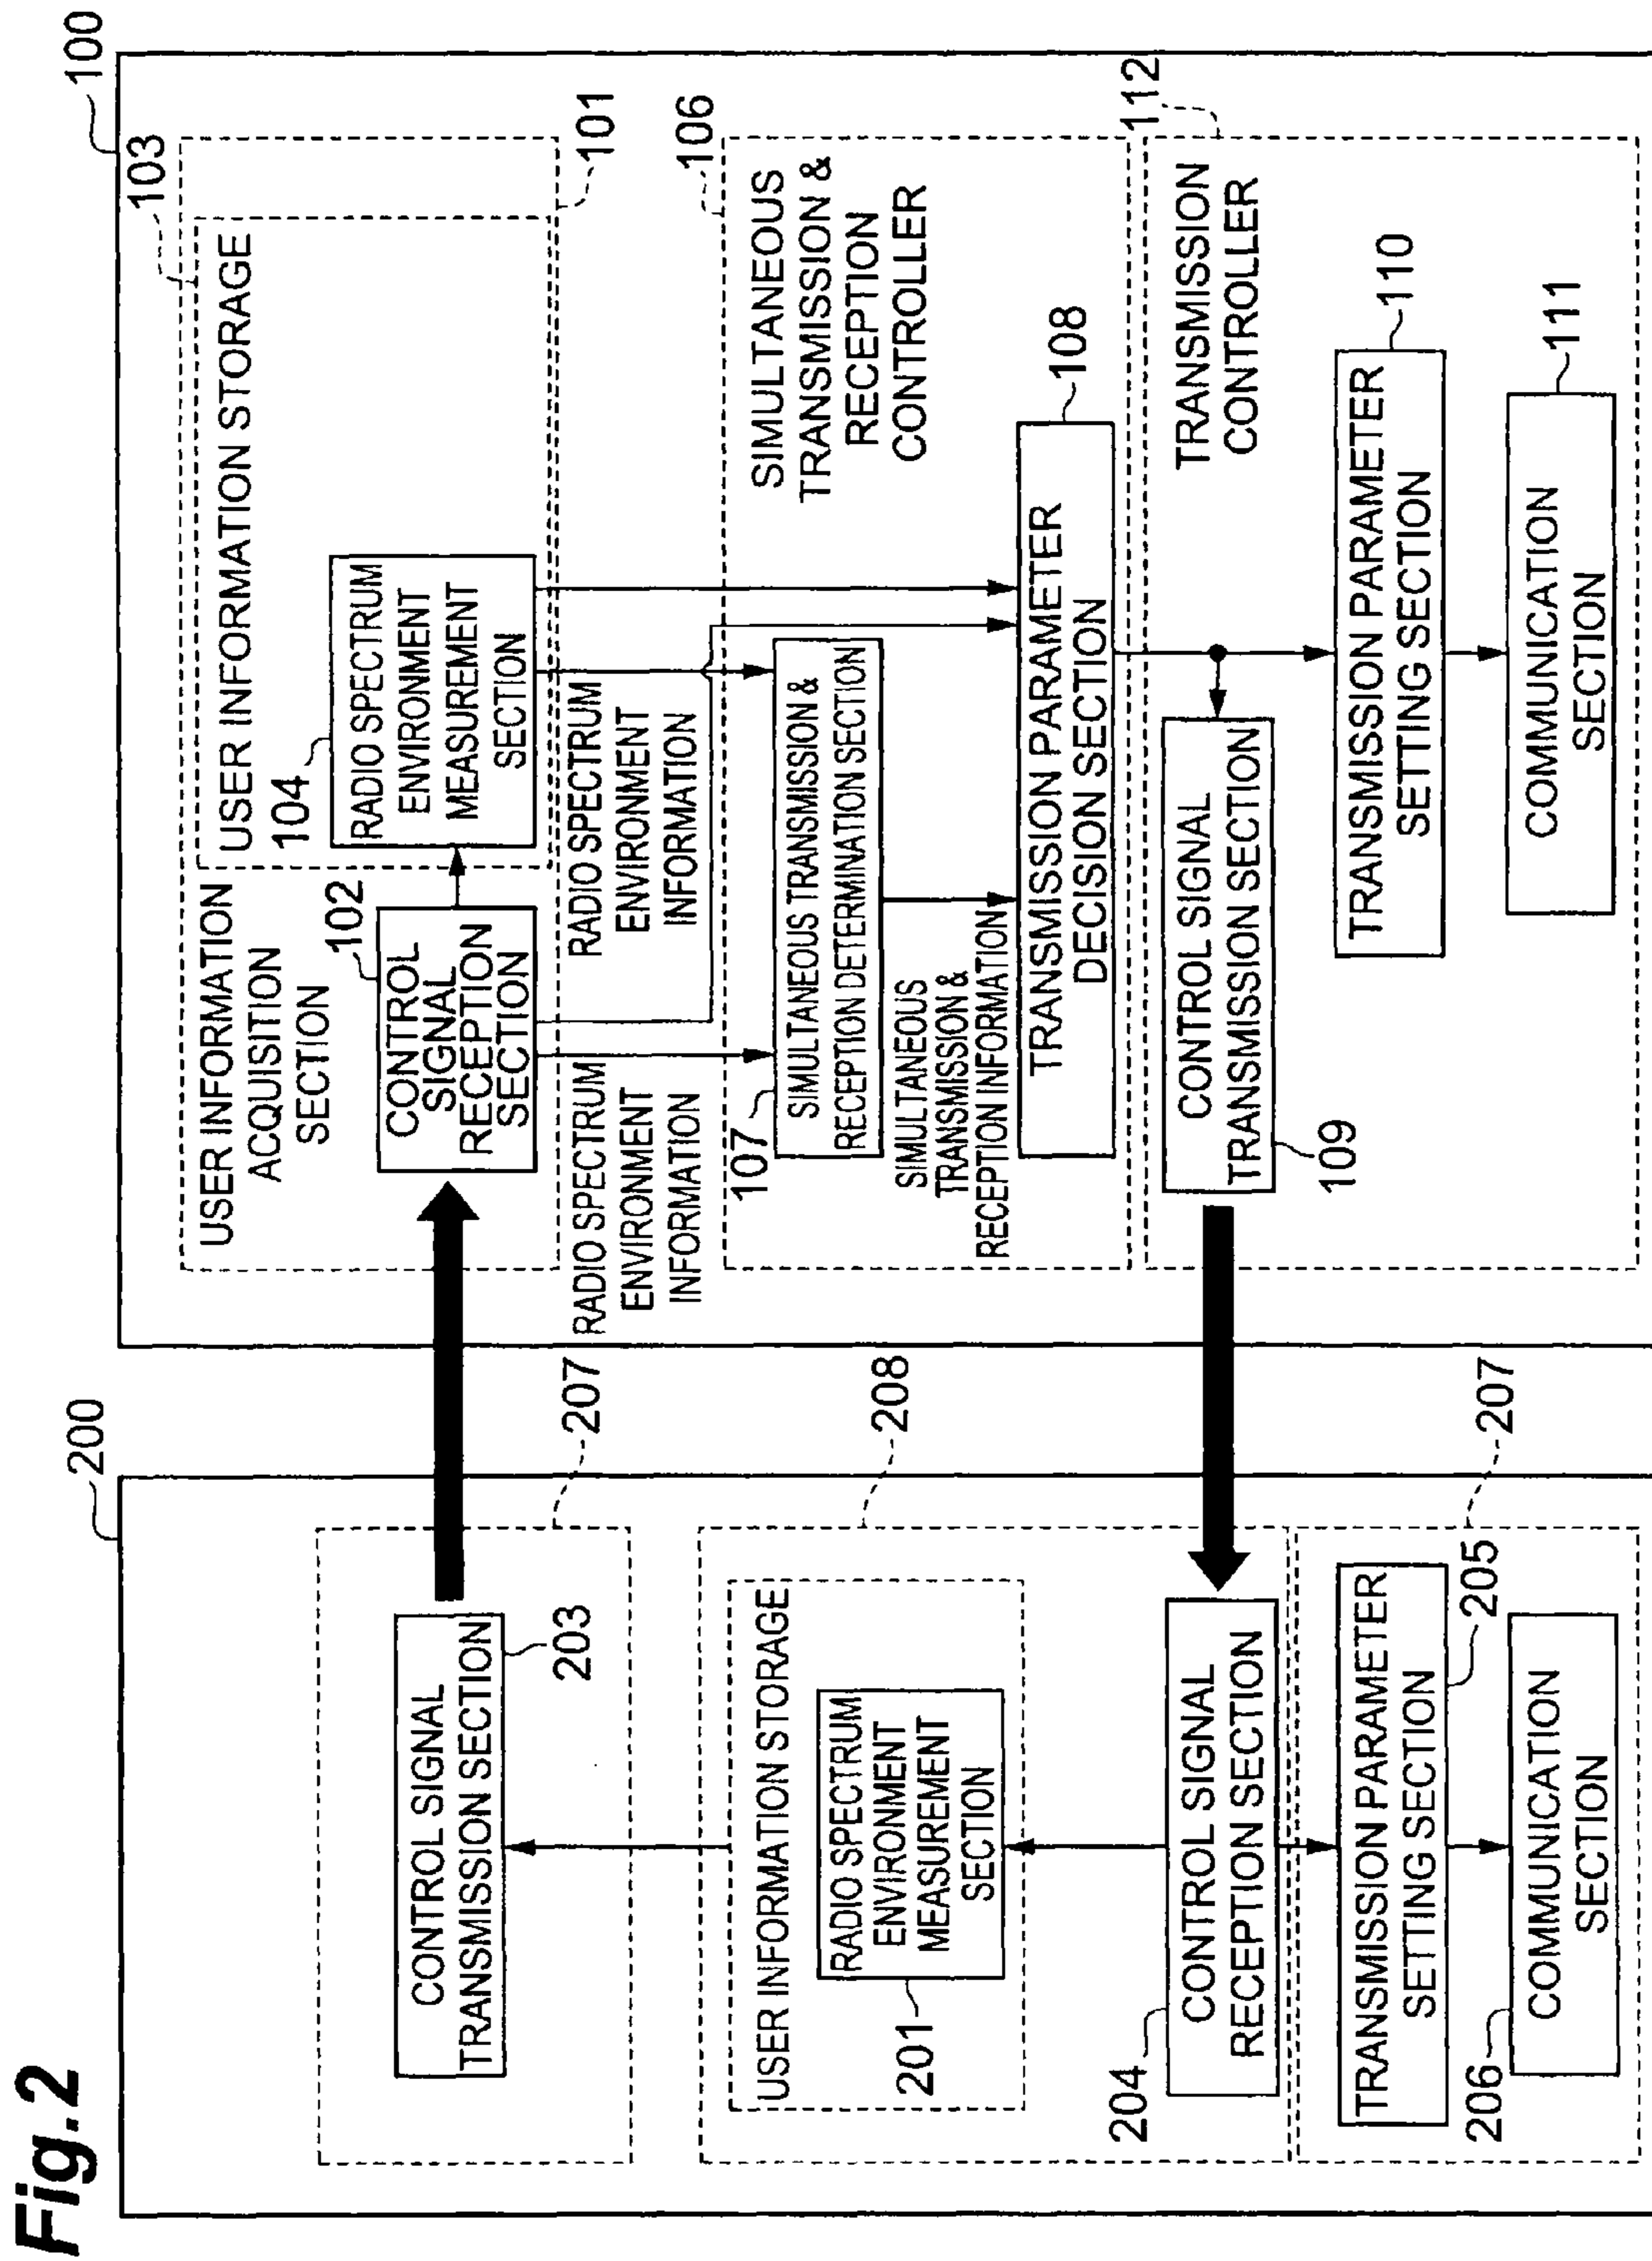 Fig.2
200
CONTROL SIGNAL
TRANSMISSION SECTION
203
207
USER INFORMATION STORAGE
RADIO SPECTRUM
ENVIRONMENT
MEASUREMENT
SECTION
201
208
204
CONTROL SIGNAL
RECEPTION SECTION
TRANSMISSION PARAMETER
SETTING SECTION
205
207
206
COMMUNICATION
SECTION
100
103
USER INFORMATION STORAGE
101
USER INFORMATION
ACQUISITION
SECTION
102
CONTROL
SIGNAL
RECEPTION
SECTION
104
RADIO SPECTRUM
ENVIRONMENT
MEASUREMENT
SECTION
RADIO SPECTRUM
ENVIRONMENT
INFORMATION
RADIO SPECTRUM
ENVIRONMENT
INFORMATION
106
SIMULTANEOUS
TRANSMISSION &
RECEPTION
CONTROLLER
107
SIMULTANEOUS TRANSMISSION &
RECEPTION DETERMINATION SECTION
SIMULTANEOUS
TRANSMISSION &
RECEPTION INFORMATION
108
TRANSMISSION PARAMETER
DECISION SECTION
112
TRANSMISSION
CONTROLLER
CONTROL SIGNAL
TRANSMISSION SECTION
109
110
TRANSMISSION PARAMETER
SETTING SECTION
111
COMMUNICATION
SECTION